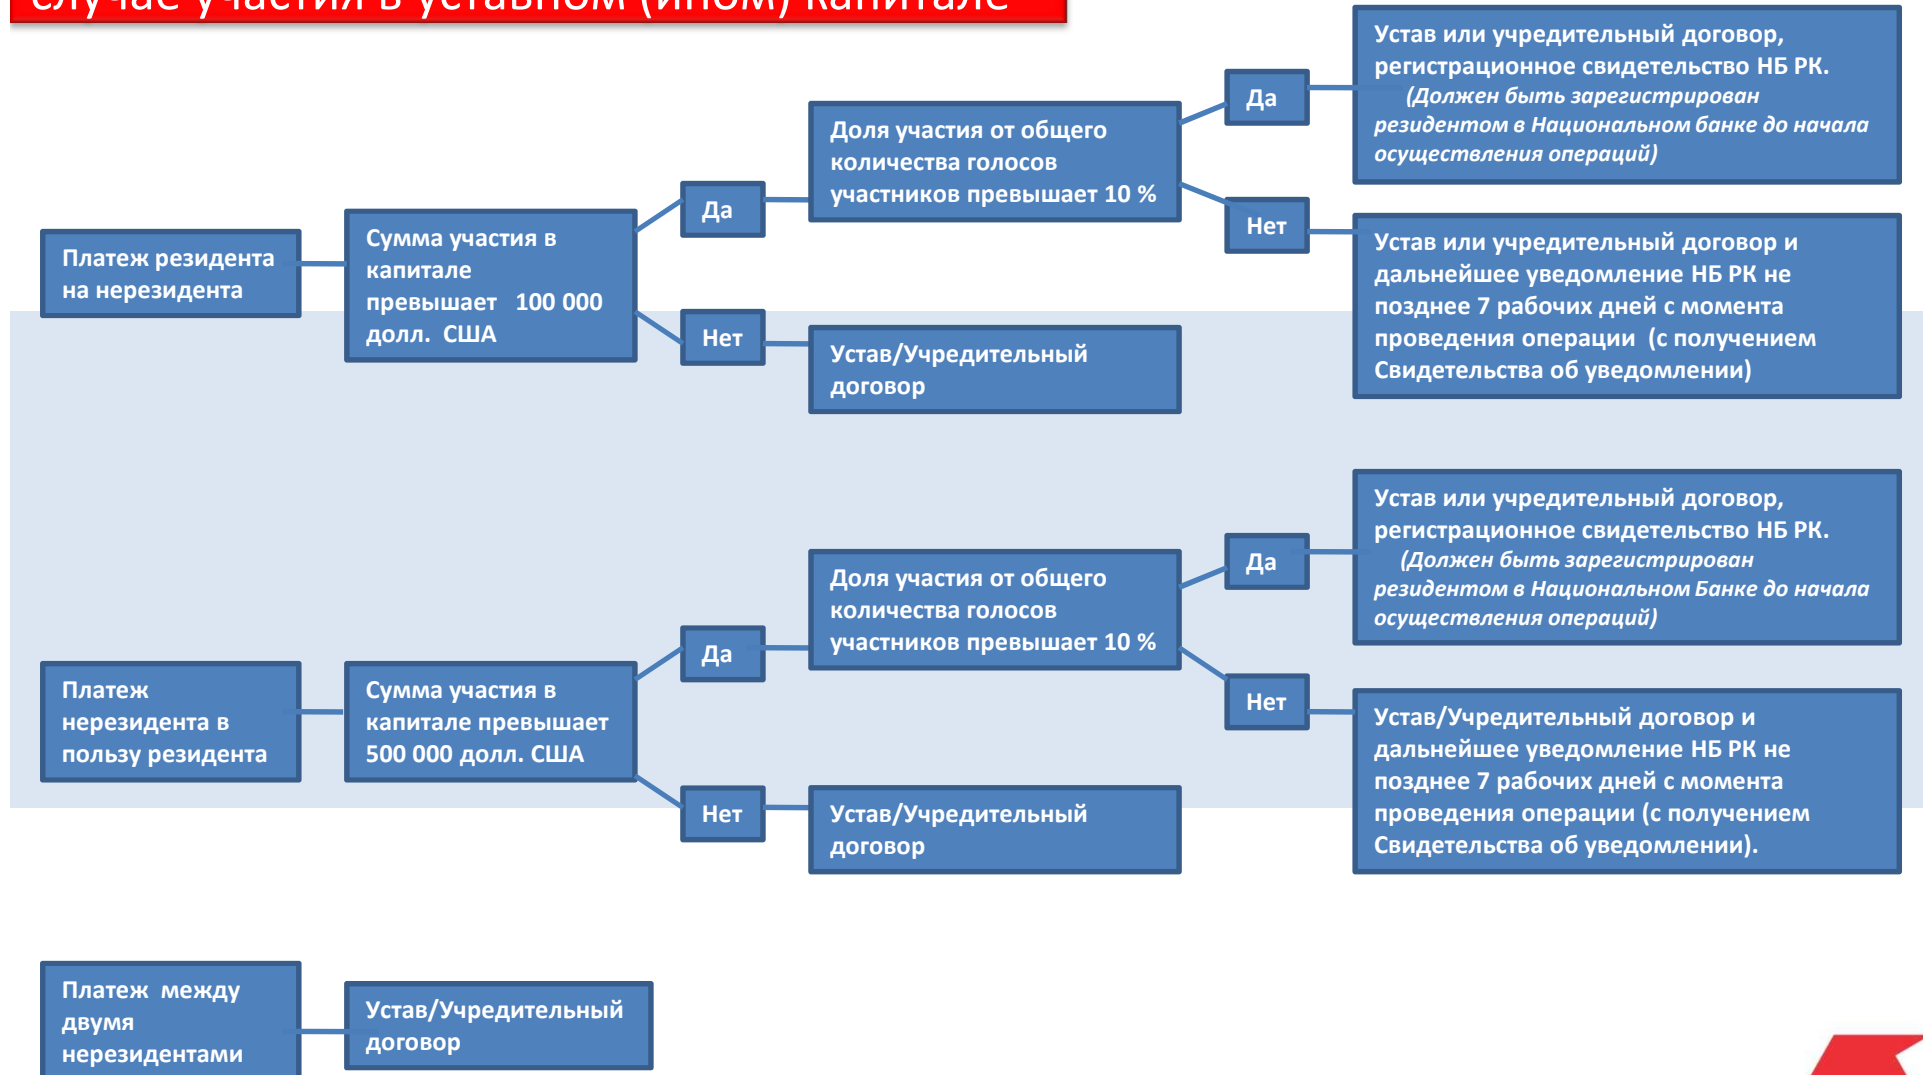 случае участия в уставном (ином) капитале
Устав или учредительный договор,
регистрационное свидетельство НБ РК.
(Должен быть зарегистрирован
резидентом в Национальном банке до начала
осуществления операций)
Да
Доля участия от общего
количества голосов
участников превышает 10 %
Да
Нет
Сумма участия в
капитале
превышает 100 000
долл. США
Платеж резидента
на нерезидента
Устав или учредительный договор и
дальнейшее уведомление НБ РК не
позднее 7 рабочих дней с момента
проведения операции (с получением
Свидетельства об уведомлении)
Нет
Устав/Учредительный
договор
Устав или учредительный договор,
регистрационное свидетельство НБ РК.
(Должен быть зарегистрирован
резидентом в Национальном Банке до начала
осуществления операций)
Да
Доля участия от общего
количества голосов
участников превышает 10 %
Да
Нет
Платеж
нерезидента в
пользу резидента
Сумма участия в
капитале превышает
500 000 долл. США
Устав/Учредительный договор и
дальнейшее уведомление НБ РК не
позднее 7 рабочих дней с момента
проведения операции (с получением
Свидетельства об уведомлении).
Нет
Устав/Учредительный
договор
Платеж между
двумя
нерезидентами
Устав/Учредительный
договор